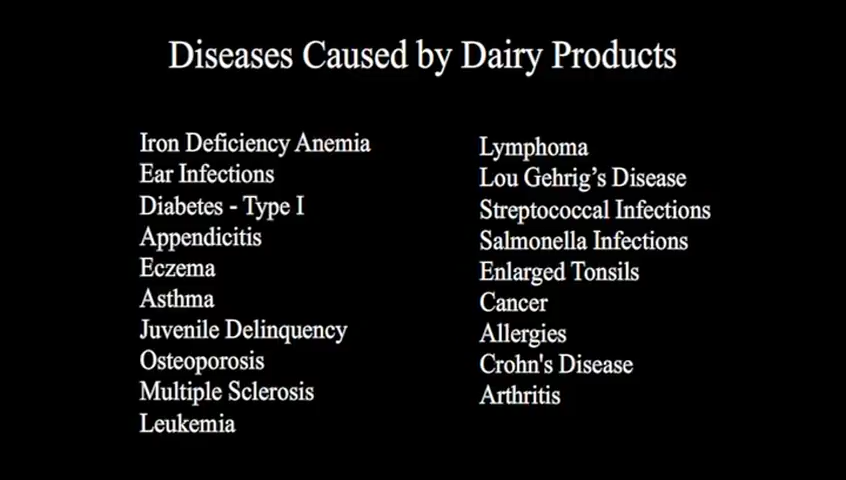 Diseases Caused by Dairy Products
Iron Deficiency Anemia
Ear Infections
Diabetes - Type I
Appendicitis
Eczema
Asthma
Juvenile Delinquency
Osteoporosis
Multiple Sclerosis
Leukemia
Lymphoma
Lou Gehrig’s Disease
Streptococcal Infections
Salmonella Infections
Enlarged Tonsils
Cancer
Allergies
Crohn's Disease
Arthritis